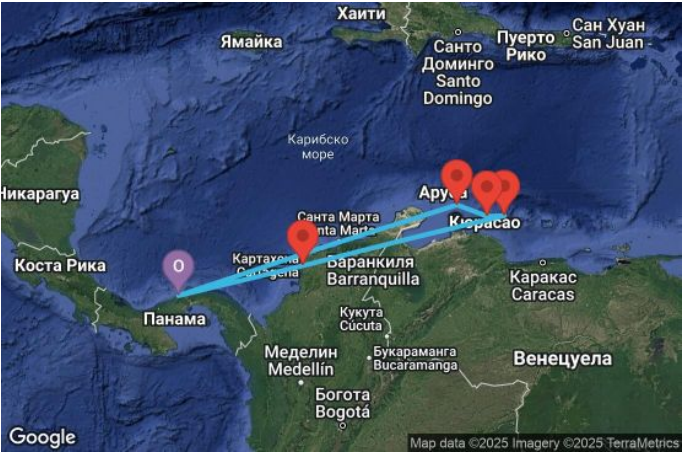 Хаити
Ямайка
Санто
Доминго
Santo
Domingo
Пуерто
Рико
Сан Хуан
San Juan
Карибско
море
Никарагуа
Аруба
Кюрасао
Санта Марта
Santa Marta
Картахена
Cartagena
Баранкиля
Barranquilla
Коста Рика
O
Панама
Каракас
Caracas
Кукута
Cúcuta
Меделин
Medellín
Букараманга
Bucaramanga
Венецуела
Богота
Bogotá
Google
Map data ©2025 Imagery ©2025 TerraMetrics